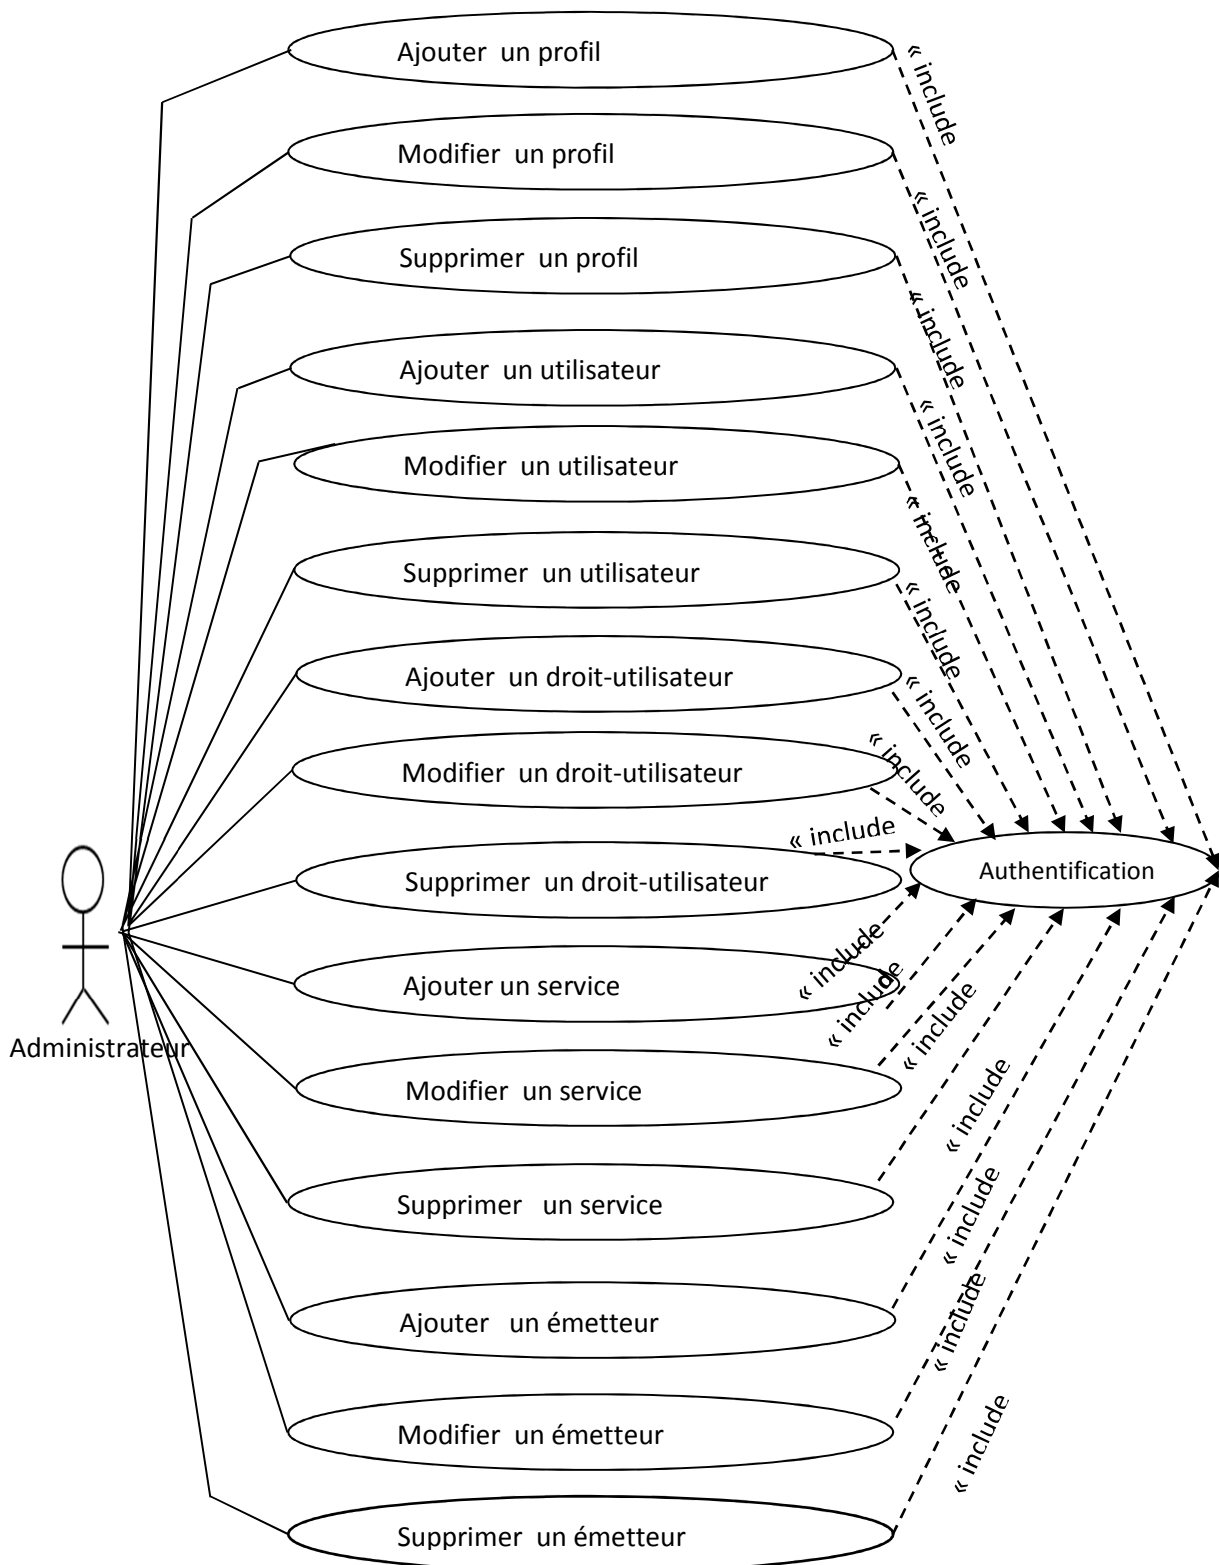 Ajouter un profil
« include
Modifier un profil
« include
Supprimer un profil
« include
Ajouter un utilisateur
« include
Modifier un utilisateur
« include
Supprimer un utilisateur
« include
Ajouter un droit-utilisateur
« include
Modifier un droit-utilisateur
« include
« include
Authentification
Supprimer un droit-utilisateur
« include
Ajouter un service
« include
« include
Administrateur
Modifier un service
« include
Supprimer un service
« include
Ajouter un émetteur
« include
Modifier un émetteur
« include
Supprimer un émetteur